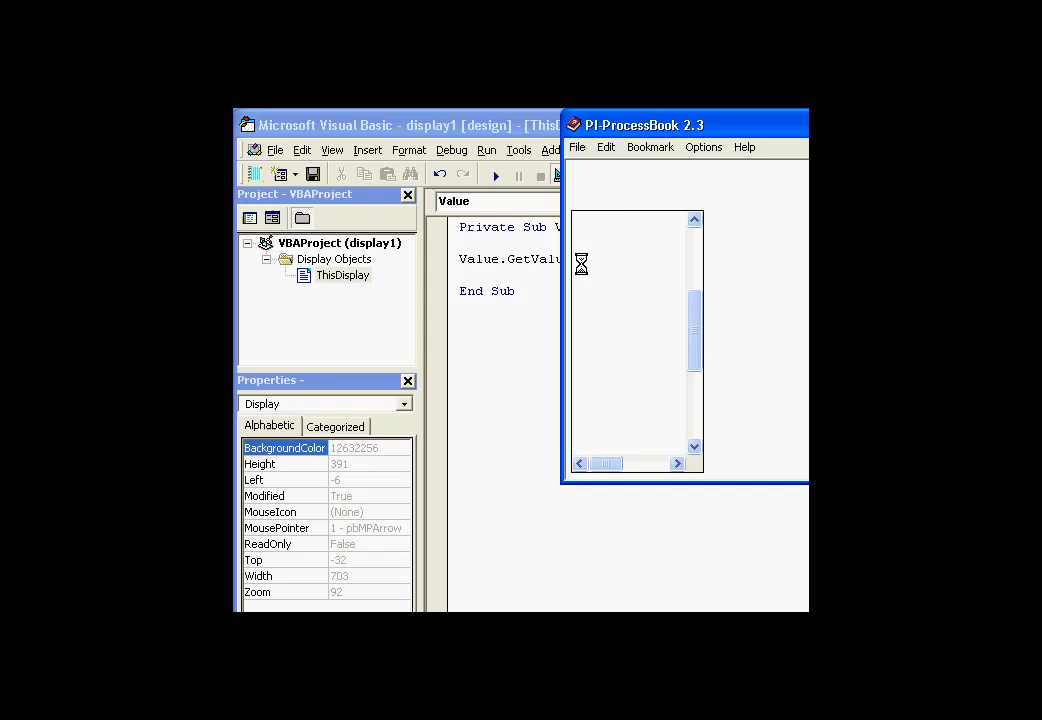 Microsoft Visual Basic - display1 [design] - [ThisD
File Edit View Insert Format Debug Run Tools Add
Project - VBAProject
VBAProject (display1)
Display Objects
ThisDisplay
Properties -
Display
Alphabetic Categorized
BackgroundColor 12632256
Height 391
Left -6
Modified True
MouseIcon (None)
MousePointer 1 - pbMPArrow
ReadOnly False
Top -32
Width 703
Zoom 92
Value
Private Sub V
Value.GetValu
End Sub
PI-ProcessBook 2.3
File Edit Bookmark Options Help